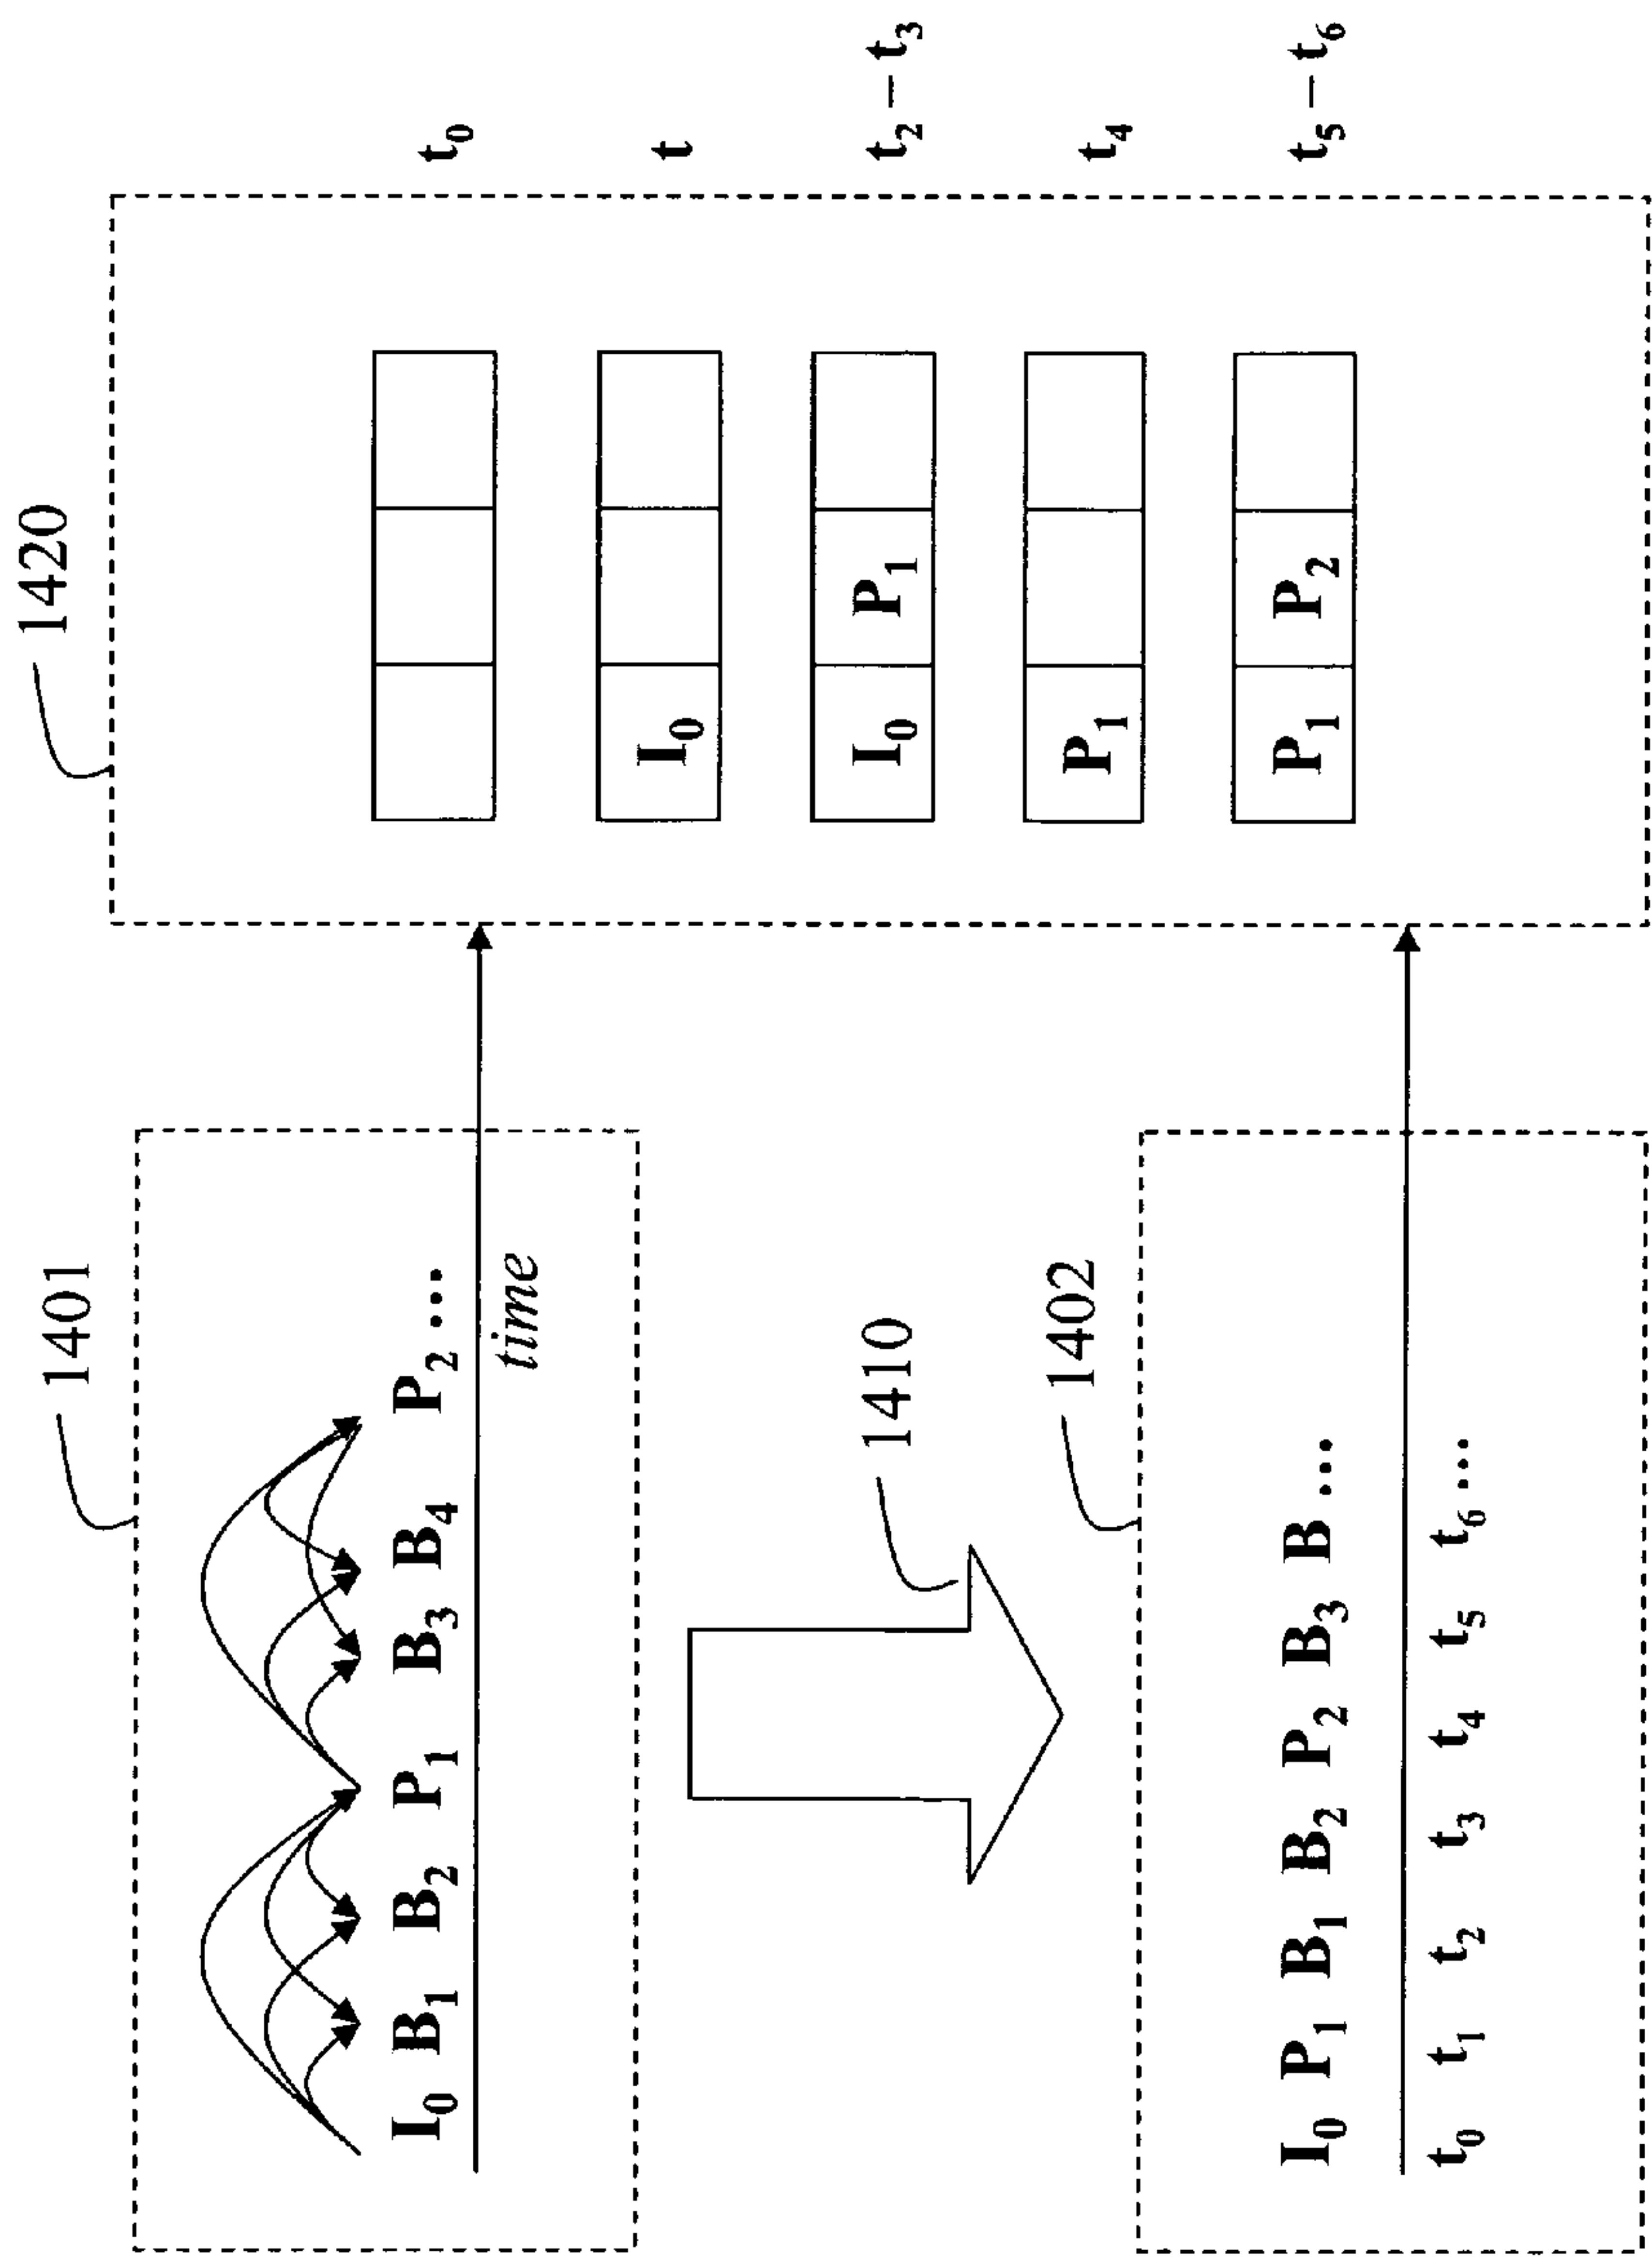 1401
I0 B1 B2 P1 B3 B4 P2 ...
time
1410
1402
I0 P1 B1 B2 P2 B3 B ...
t0 t1 t2 t3 t4 t5 t6 ...
1420
t0
I0 t
I0 P1 t2 – t3
P1 t4
P1 P2 t5 – t6